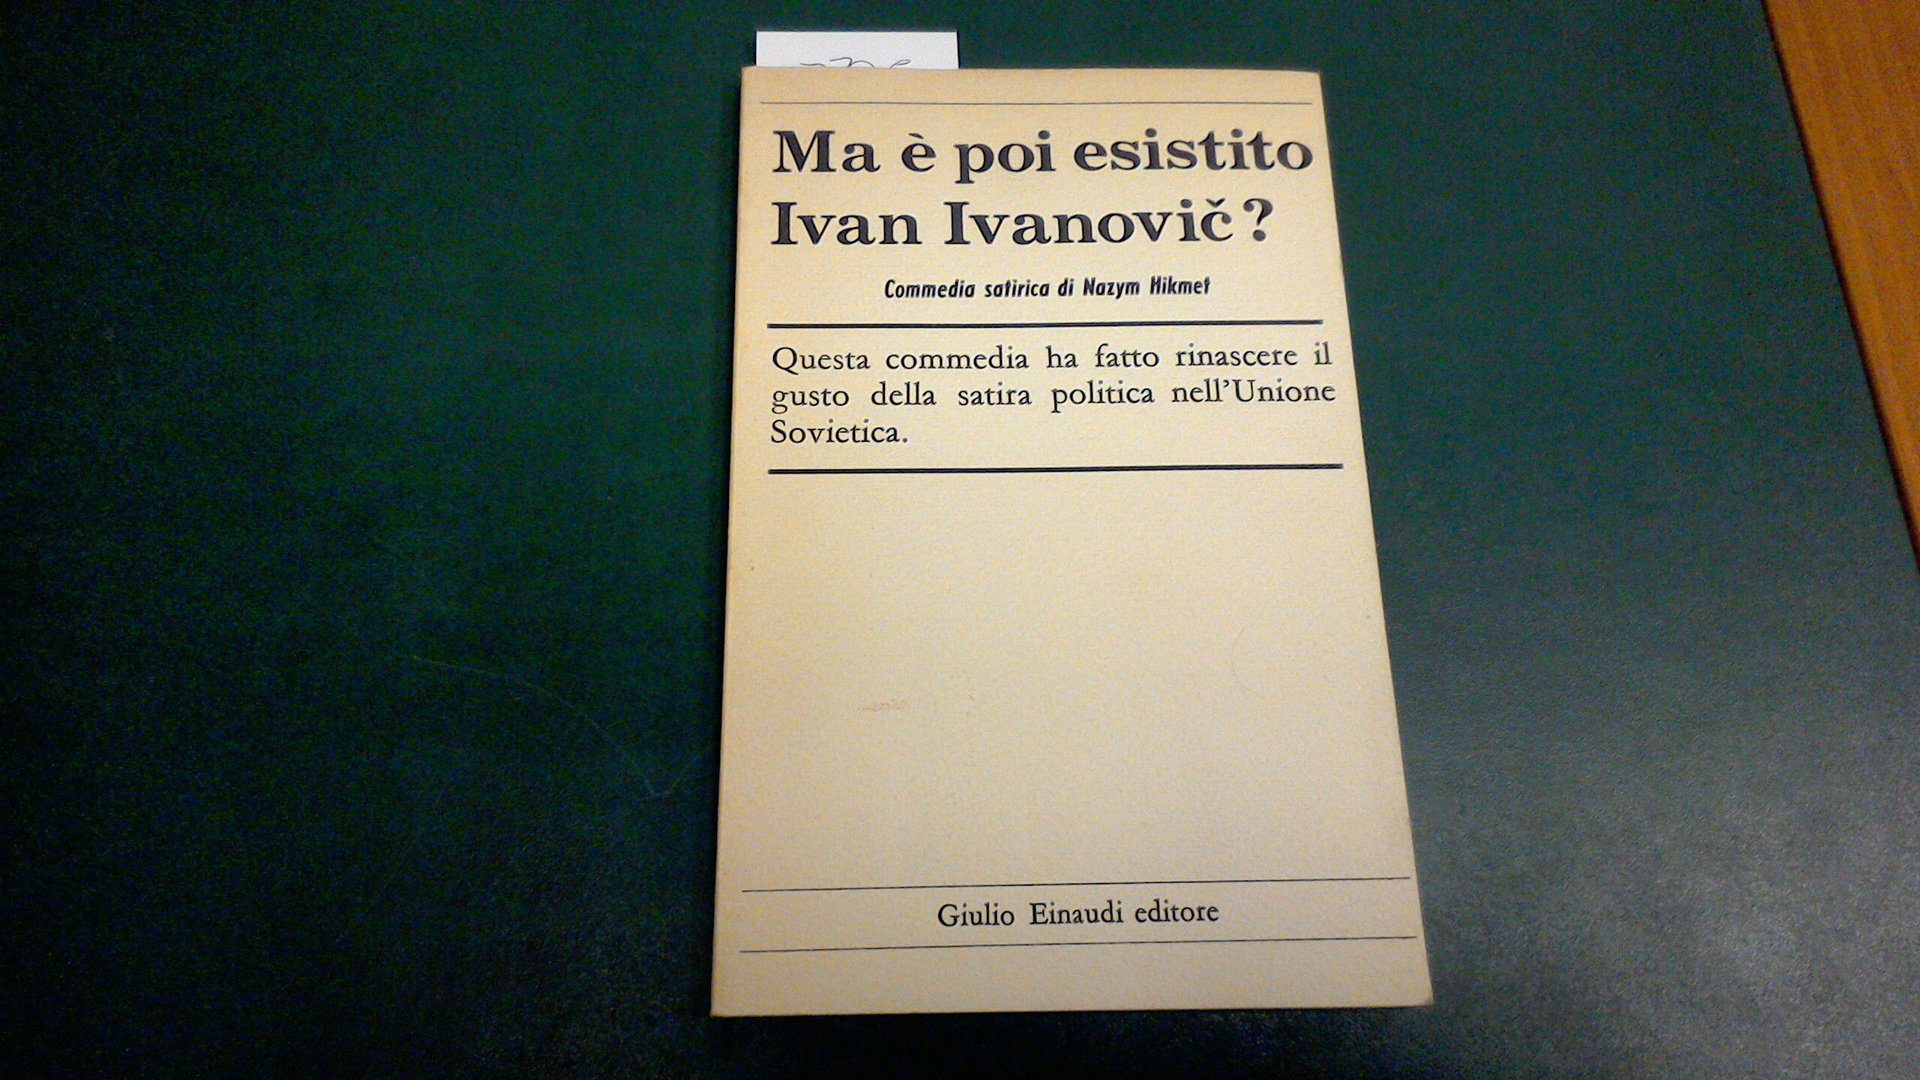 Ma è poi esistito
Ivan Ivanovič?
Commedia satirica di Nazym Hikmet
Questa commedia ha fatto rinascere il
gusto della satira politica nell'Unione
Sovietica.
Giulio Einaudi editore